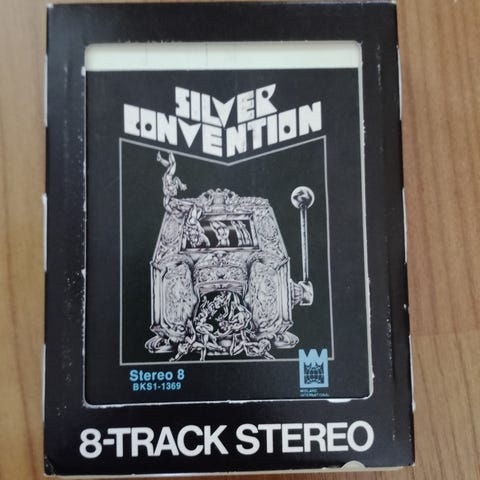 SILVER
CONVENTION
Stereo 8
BKS1-1369
MIDLAND
INTERNATIONAL
8-TRACK STEREO